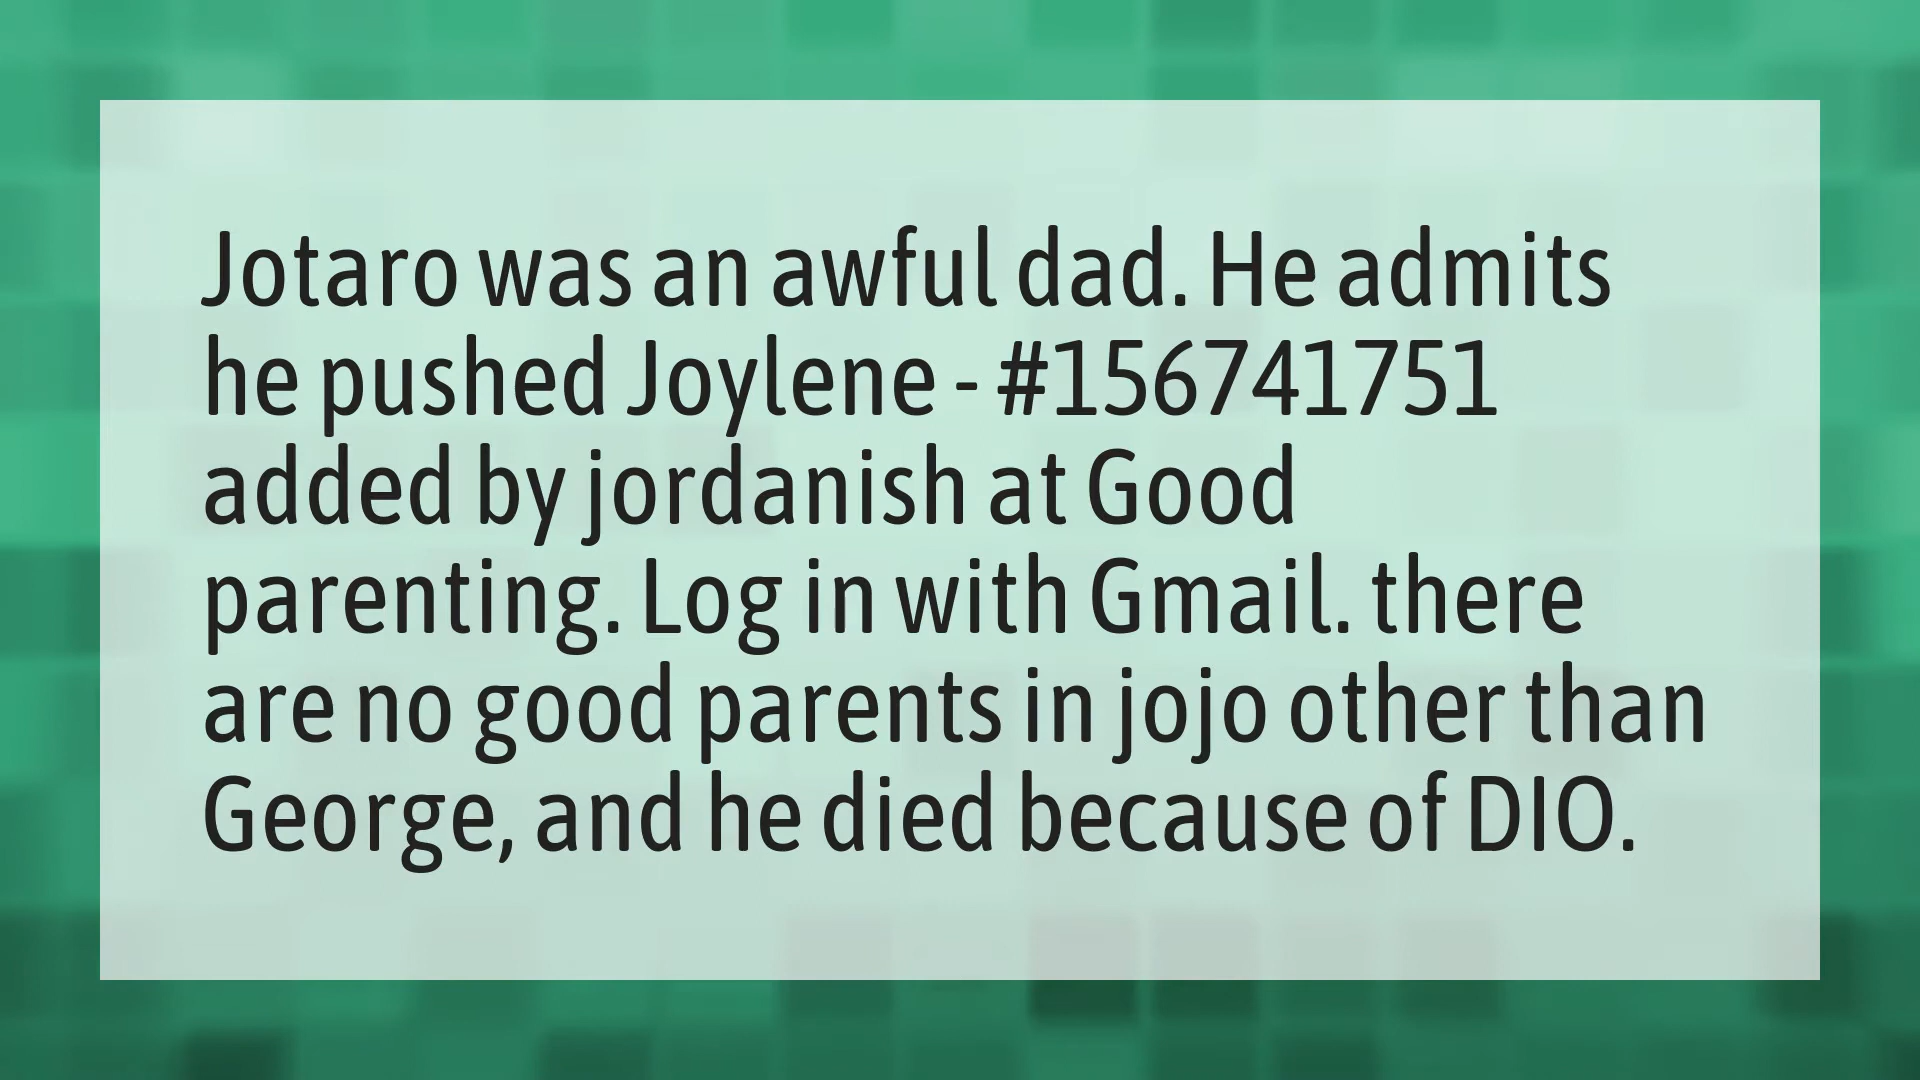 Jotaro was an awful dad. He admits
he pushed Joylene - #156741751
added by jordanish at Good
parenting. Log in with Gmail. there
are no good parents in jojo other than
George, and he died because of DIO.